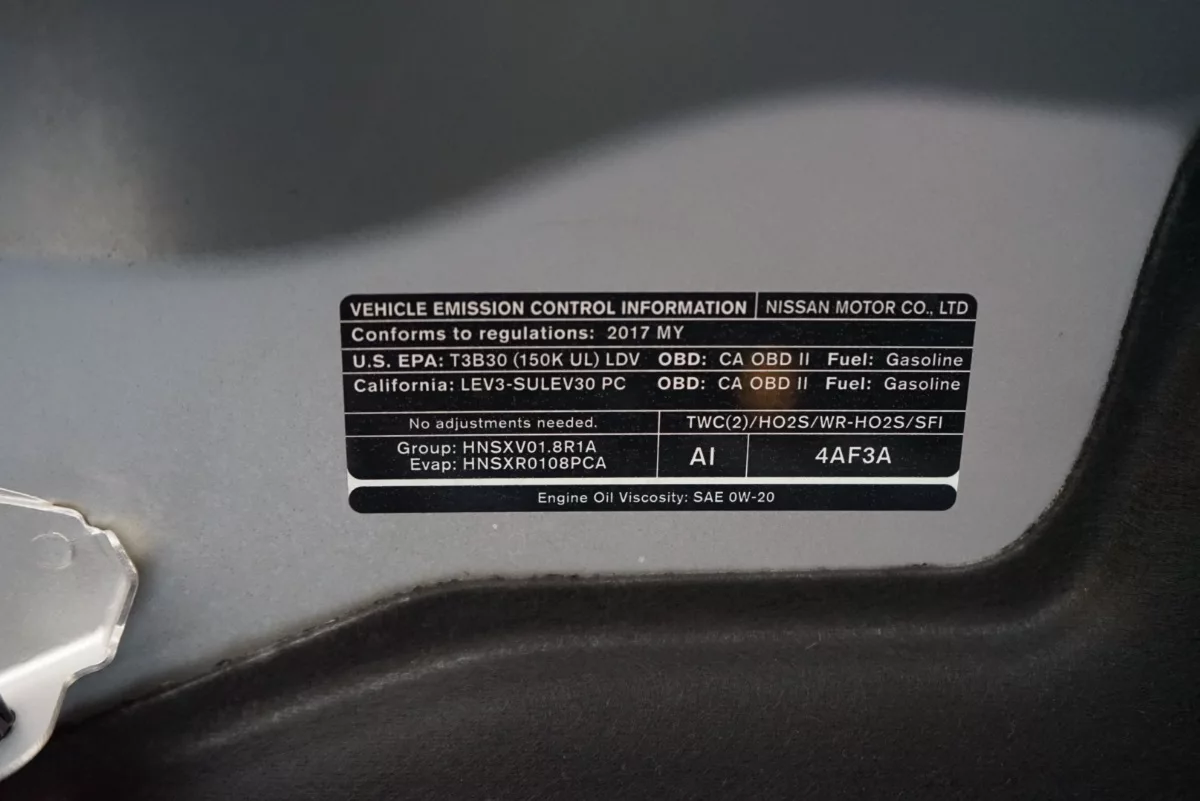 VEHICLE EMISSION CONTROL INFORMATION NISSAN MOTOR CO., LTD
Conforms to regulations: 2017 MY
U.S. EPA: T3B30 (150K UL) LDV OBD: CA OBD II Fuel: Gasoline
California: LEV3-SULEV30 PC OBD: CA OBD II Fuel: Gasoline
No adjustments needed. TWC(2)/HO2S/WR-HO2S/SFI
Group: HNSXV01.8R1A
Evap: HNSXR0108PCA
AI 4AF3A
Engine Oil Viscosity: SAE 0W-20